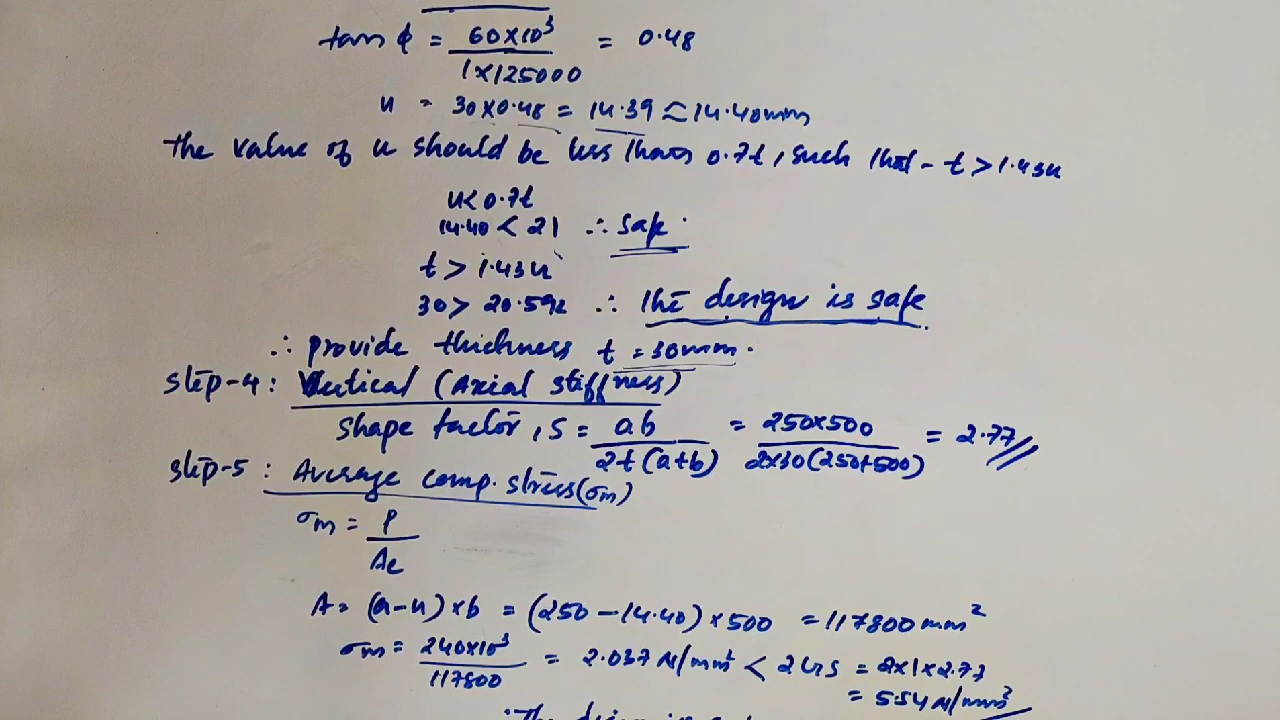 tan ϕ = 60×10³ / 1×125000 = 0.48
u = 30×0.48 = 14.39 ≃ 14.40mm
the value of u should be less than 0.7t, such that - t > 1.43u
u< 0.7t
14.40 < 21 ∴ safe.
t > 1.43u
30 > 20.592 ∴ the design is safe.
∴ provide thickness t = 30mm.
step-4: Vertical (Axial stiffness)
shape factor, S = ab / 2t(a+b) = 250×500 / 2×30(250+500) = 2.77
step-5: Average comp. stress(σm)
σm = P / Ae
A = (a-u)×b = (250-14.40)×500 = 117800 mm²
σm = 240×10³ / 117800 = 2.037 N/mm² < 2GS = 2×1×2.77
= 5.54 N/mm²
∴ The design is